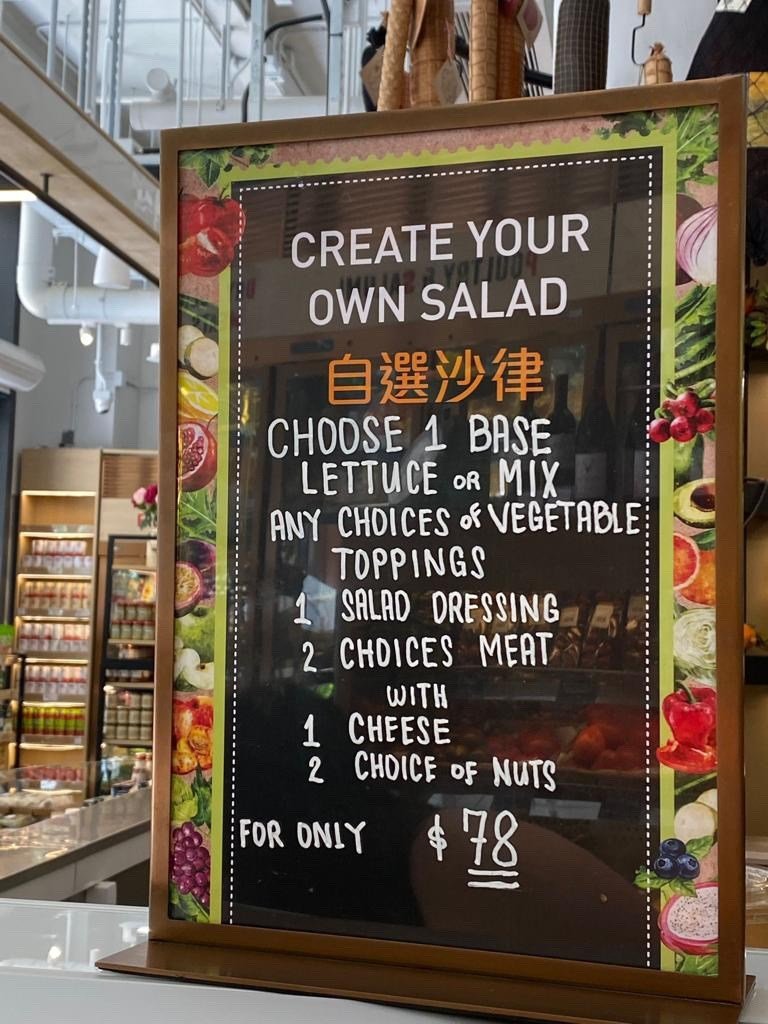 CREATE YOUR
OWN SALAD
自選沙律
CHOOSE 1 BASE
LETTUCE OR MIX
ANY CHOICES of VEGETABLE
TOPPINGS
1 SALAD DRESSING
2 CHOICES MEAT
WITH
1 CHEESE
2 CHOICE OF NUTS
FOR ONLY $ 78